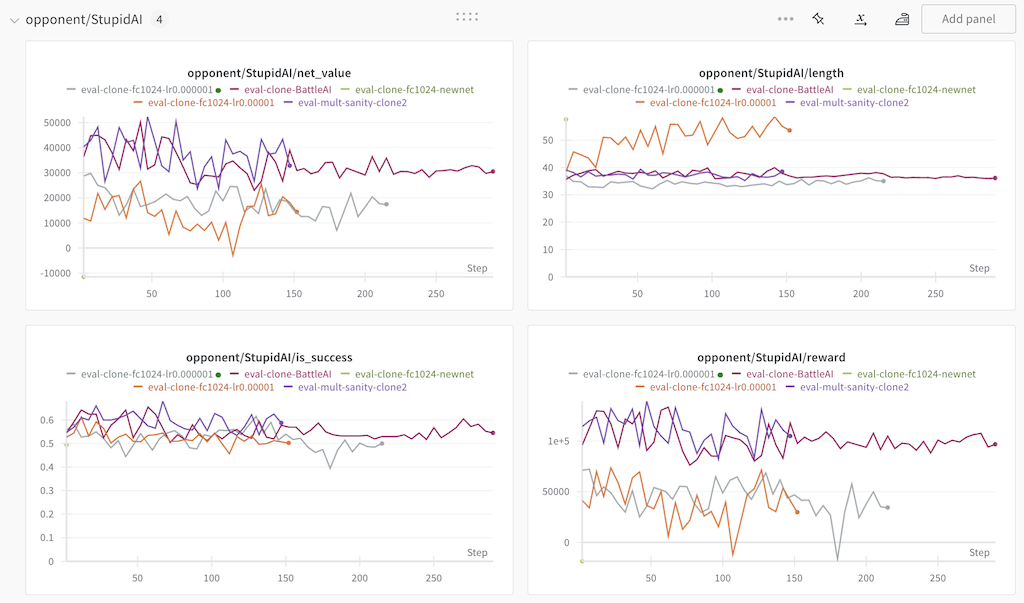 opponent/StupidAI 4
Add panel
opponent/StupidAI/net_value
eval-clone-fc1024-lr0.000001 eval-clone-BattleAI eval-clone-fc1024-newnet
eval-clone-fc1024-lr0.00001 eval-mult-sanity-clone2
50000
40000
30000
20000
10000
0
-10000
Step
50 100 150 200 250
opponent/StupidAI/length
eval-clone-fc1024-lr0.000001 eval-clone-BattleAI eval-clone-fc1024-newnet
eval-clone-fc1024-lr0.00001 eval-mult-sanity-clone2
50
40
30
20
10
0
Step
50 100 150 200 250
opponent/StupidAI/is_success
eval-clone-fc1024-lr0.000001 eval-clone-BattleAI eval-clone-fc1024-newnet
eval-clone-fc1024-lr0.00001 eval-mult-sanity-clone2
0.6
0.5
0.4
0.3
0.2
0.1
0
Step
50 100 150 200 250
opponent/StupidAI/reward
eval-clone-fc1024-lr0.000001 eval-clone-BattleAI eval-clone-fc1024-newnet
eval-clone-fc1024-lr0.00001 eval-mult-sanity-clone2
1e+5
50000
0
Step
50 100 150 200 250